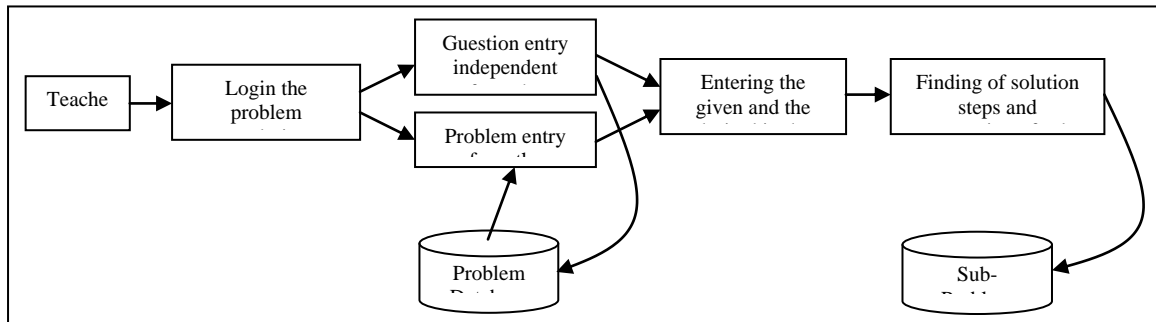 Teache
Login the
problem
Guestion entry
independent
Problem entry
Entering the
given and the
Finding of solution
steps and
Problem
Sub-